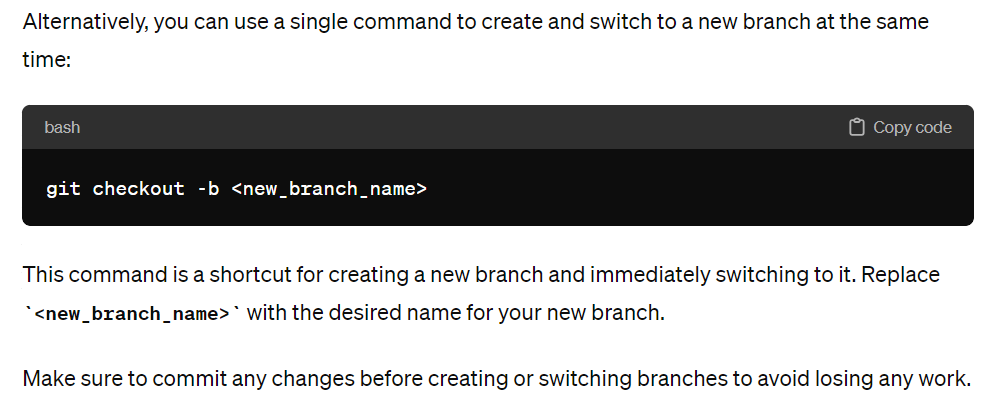 Alternatively, you can use a single command to create and switch to a new branch at the same
time:
bash
Copy code
git checkout -b <new_branch_name>
This command is a shortcut for creating a new branch and immediately switching to it. Replace
`<new_branch_name>` with the desired name for your new branch.
Make sure to commit any changes before creating or switching branches to avoid losing any work.